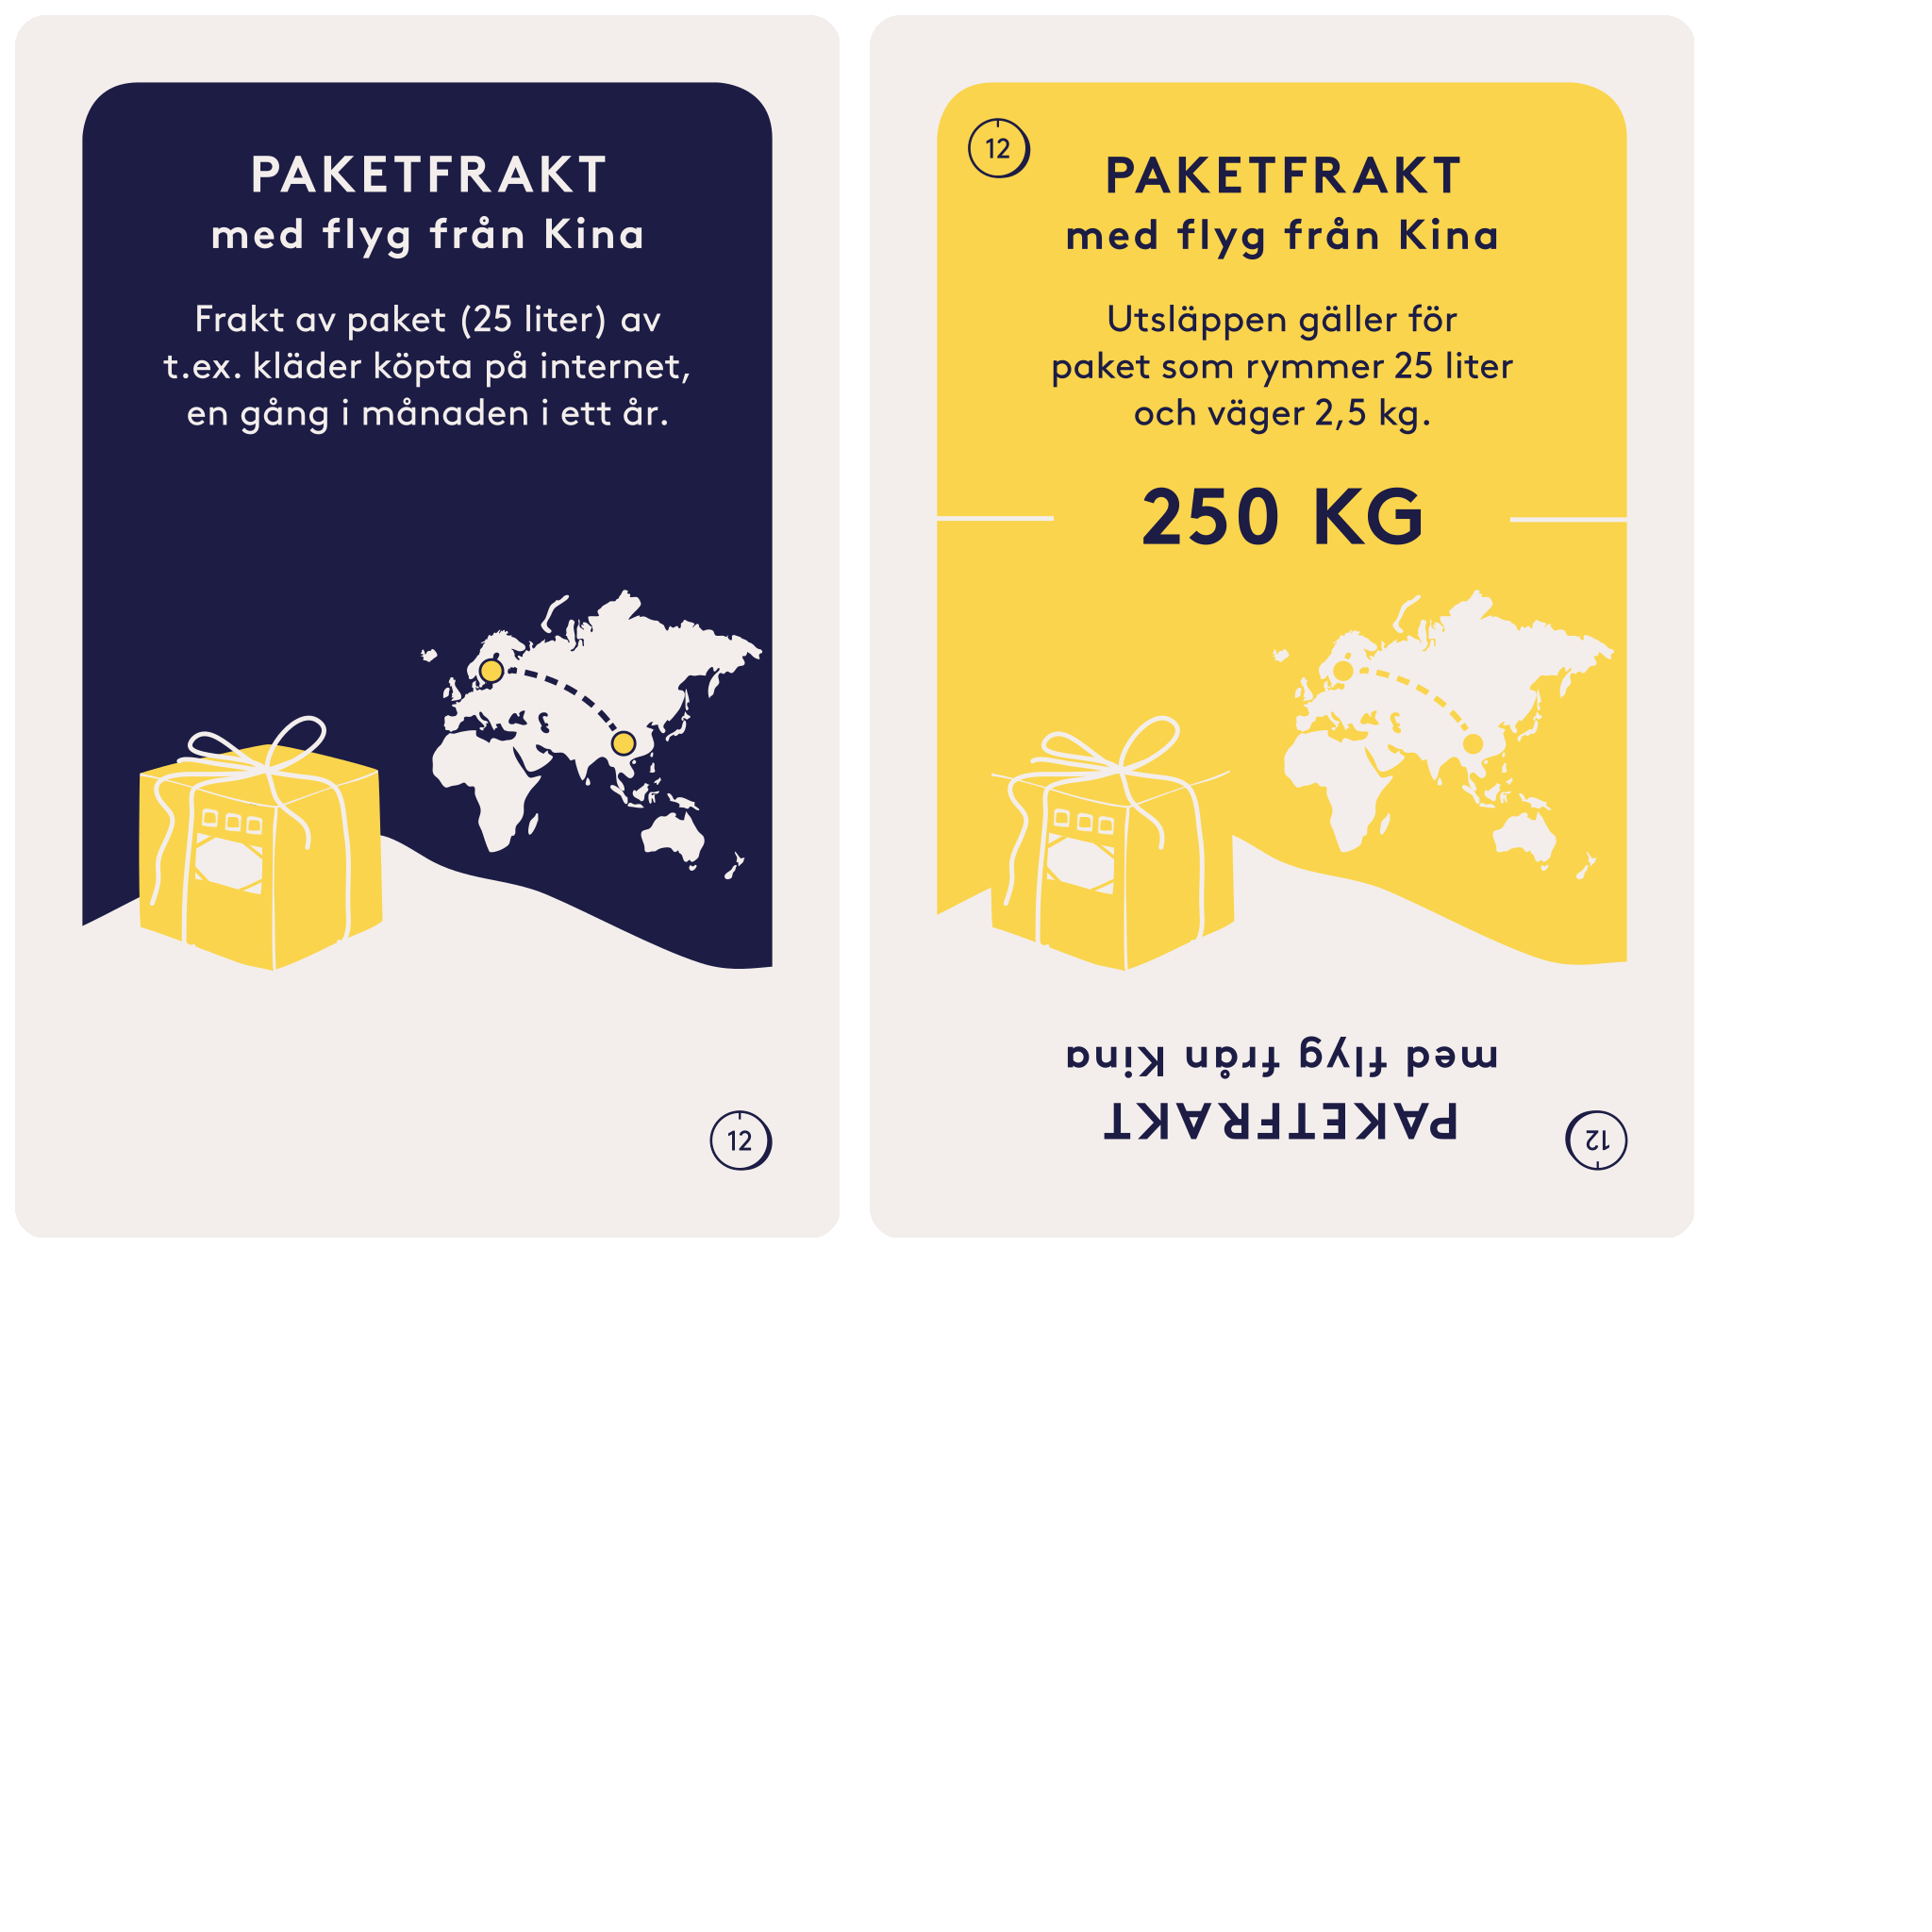 PAKETFRAKT
med flyg från Kina
Frakt av paket (25 liter) av
t.ex. kläder köpta på internet,
en gång i månaden i ett år.
12
12
PAKETFRAKT
med flyg från Kina
Utsläppen gäller för
paket som rymmer 25 liter
och väger 2,5 kg.
250 KG
PAKETFRAKT
med flyg från Kina
12